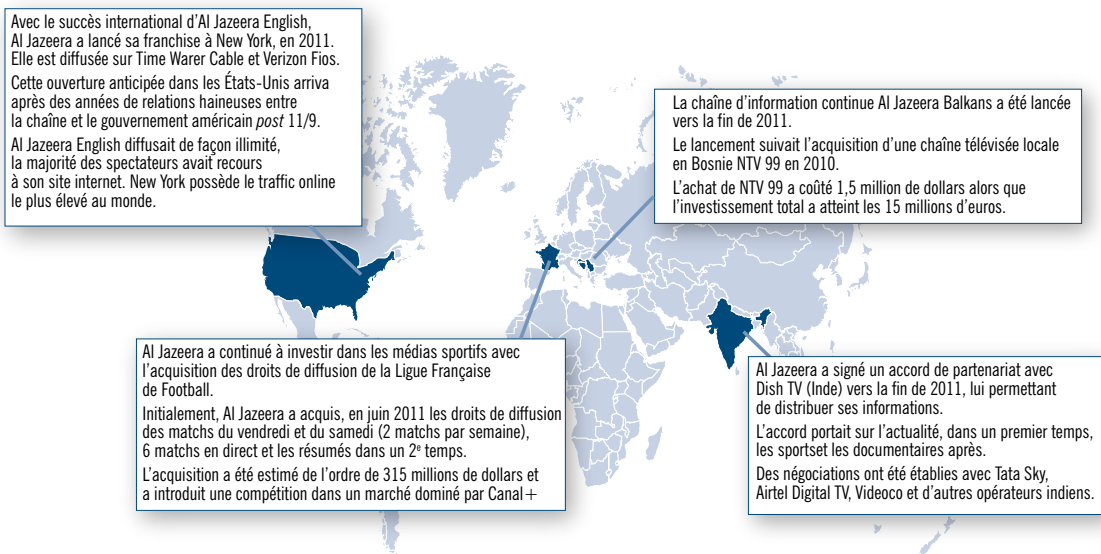 Avec le succès international d'Al Jazeera English,
Al Jazeera a lancé sa franchise à New York, en 2011.
Elle est diffusée sur Time Warer Cable et Verizon Fios.
Cette ouverture anticipée dans les États-Unis arriva
après des années de relations haineuses entre
la chaîne et le gouvernement américain post 11/9.
Al Jazeera English diffusait de façon illimité,
la majorité des spectateurs avait recours
à son site internet. New York possède le traffic online
le plus élevé au monde.
La chaîne d'information continue Al Jazeera Balkans a été lancée
vers la fin de 2011.
Le lancement suivait l'acquisition d'une chaîne télévisée locale
en Bosnie NTV 99 en 2010.
L'achat de NTV 99 a coûté 1,5 million de dollars alors que
l'investissement total a atteint les 15 millions d'euros.
Al Jazeera a continué à investir dans les médias sportifs avec
l'acquisition des droits de diffusion de la Ligue Française
de Football.
Initialement, Al Jazeera a acquis, en juin 2011 les droits de diffusion
des matchs du vendredi et du samedi (2 matchs par semaine),
6 matchs en direct et les résumés dans un 2e temps.
L'acquisition a été estimé de l'ordre de 315 millions de dollars et
a introduit une compétition dans un marché dominé par Canal+
Al Jazeera a signé un accord de partenariat avec
Dish TV (Inde) vers la fin de 2011, lui permettant
de distribuer ses informations.
L'accord portait sur l'actualité, dans un premier temps,
les sportset les documentaires après.
Des négociations ont été établies avec Tata Sky,
Airtel Digital TV, Videoco et d'autres opérateurs indiens.